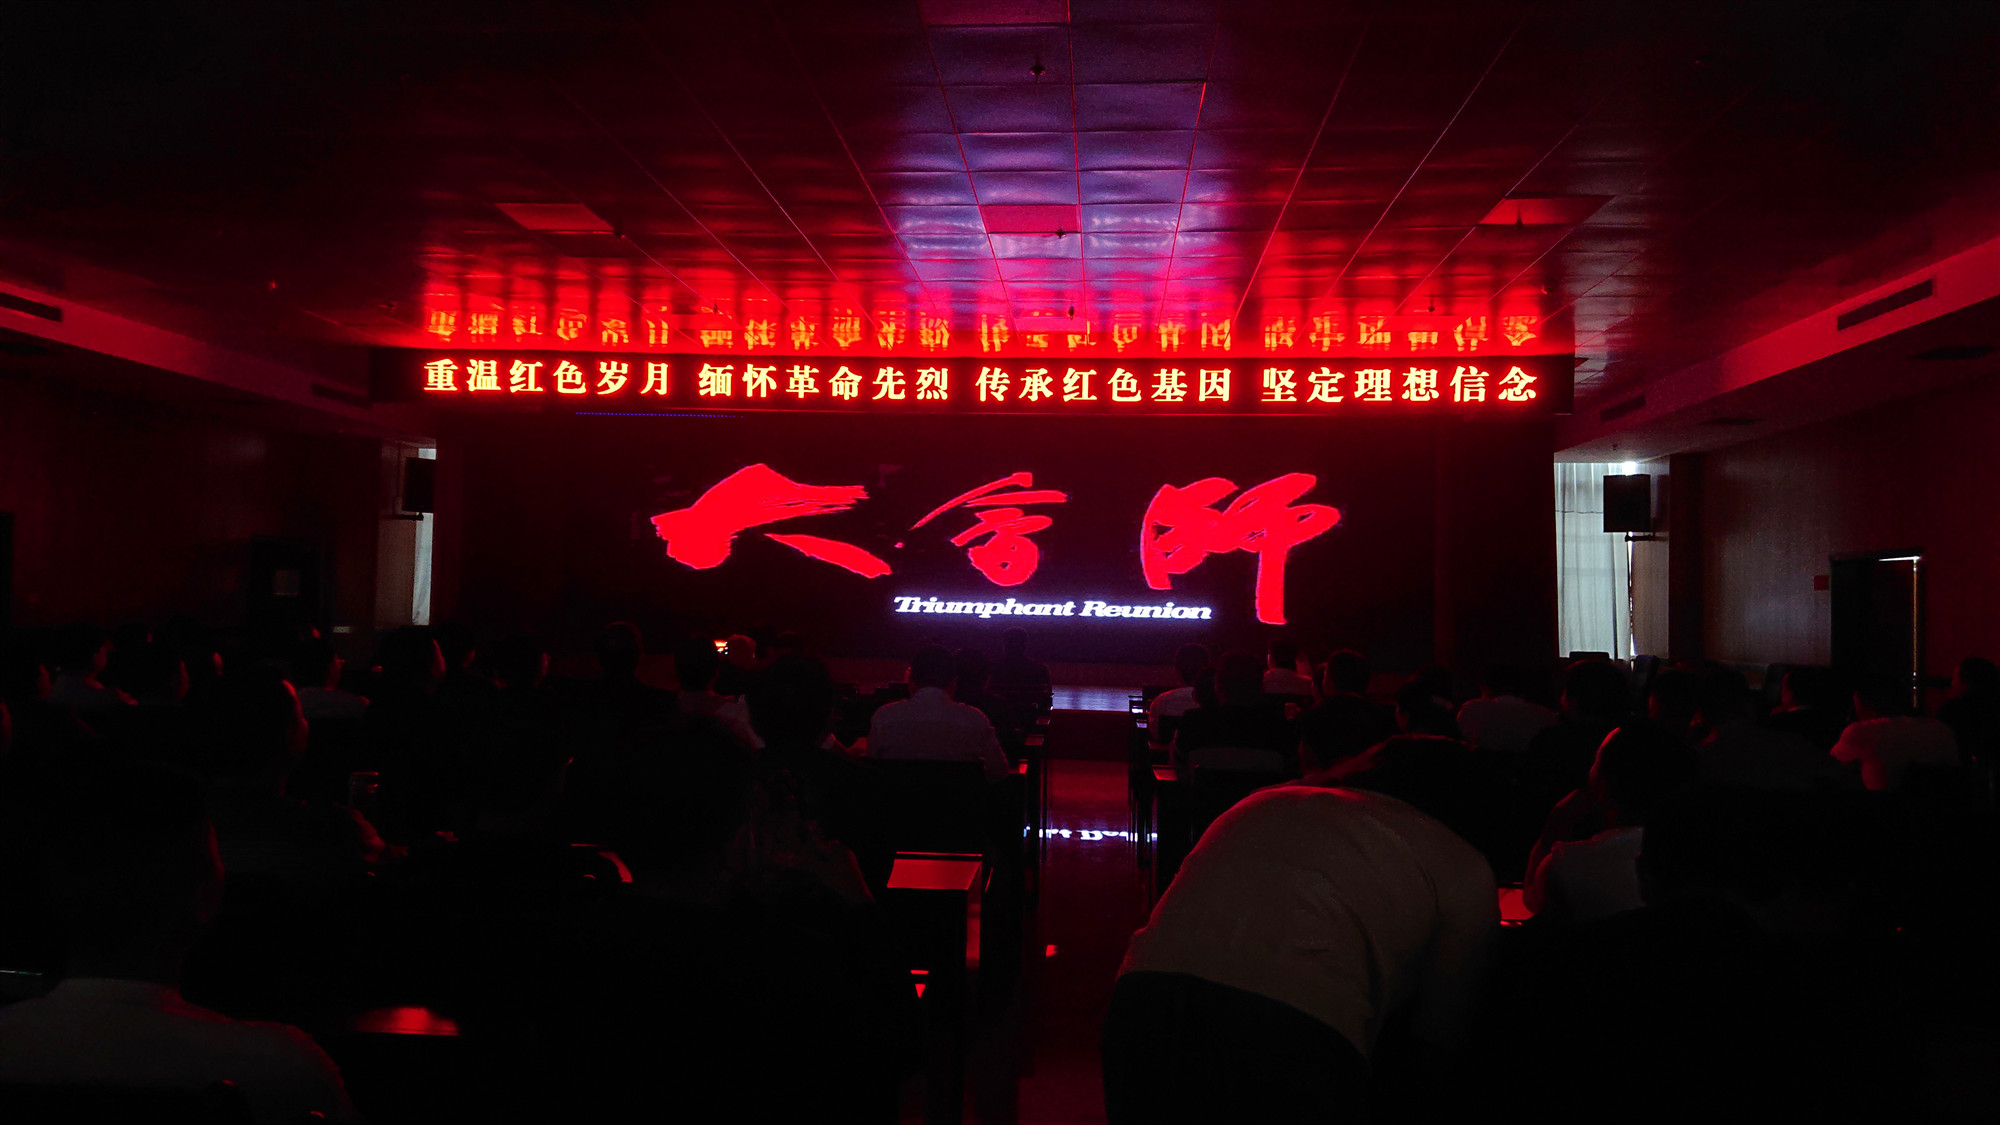 重温红色岁月 缅怀革命先烈 传承红色基因 坚定理想信念
大会師
Triumphant Reunion